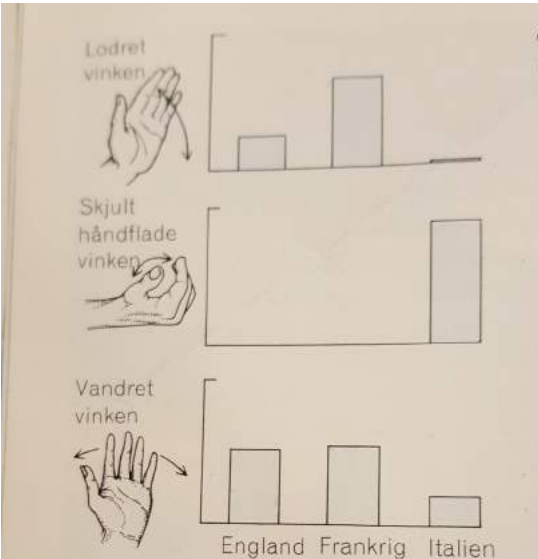 Lodret
vinken
Skjult
håndflade
vinken
Vandret
vinken
England Frankrig Italien